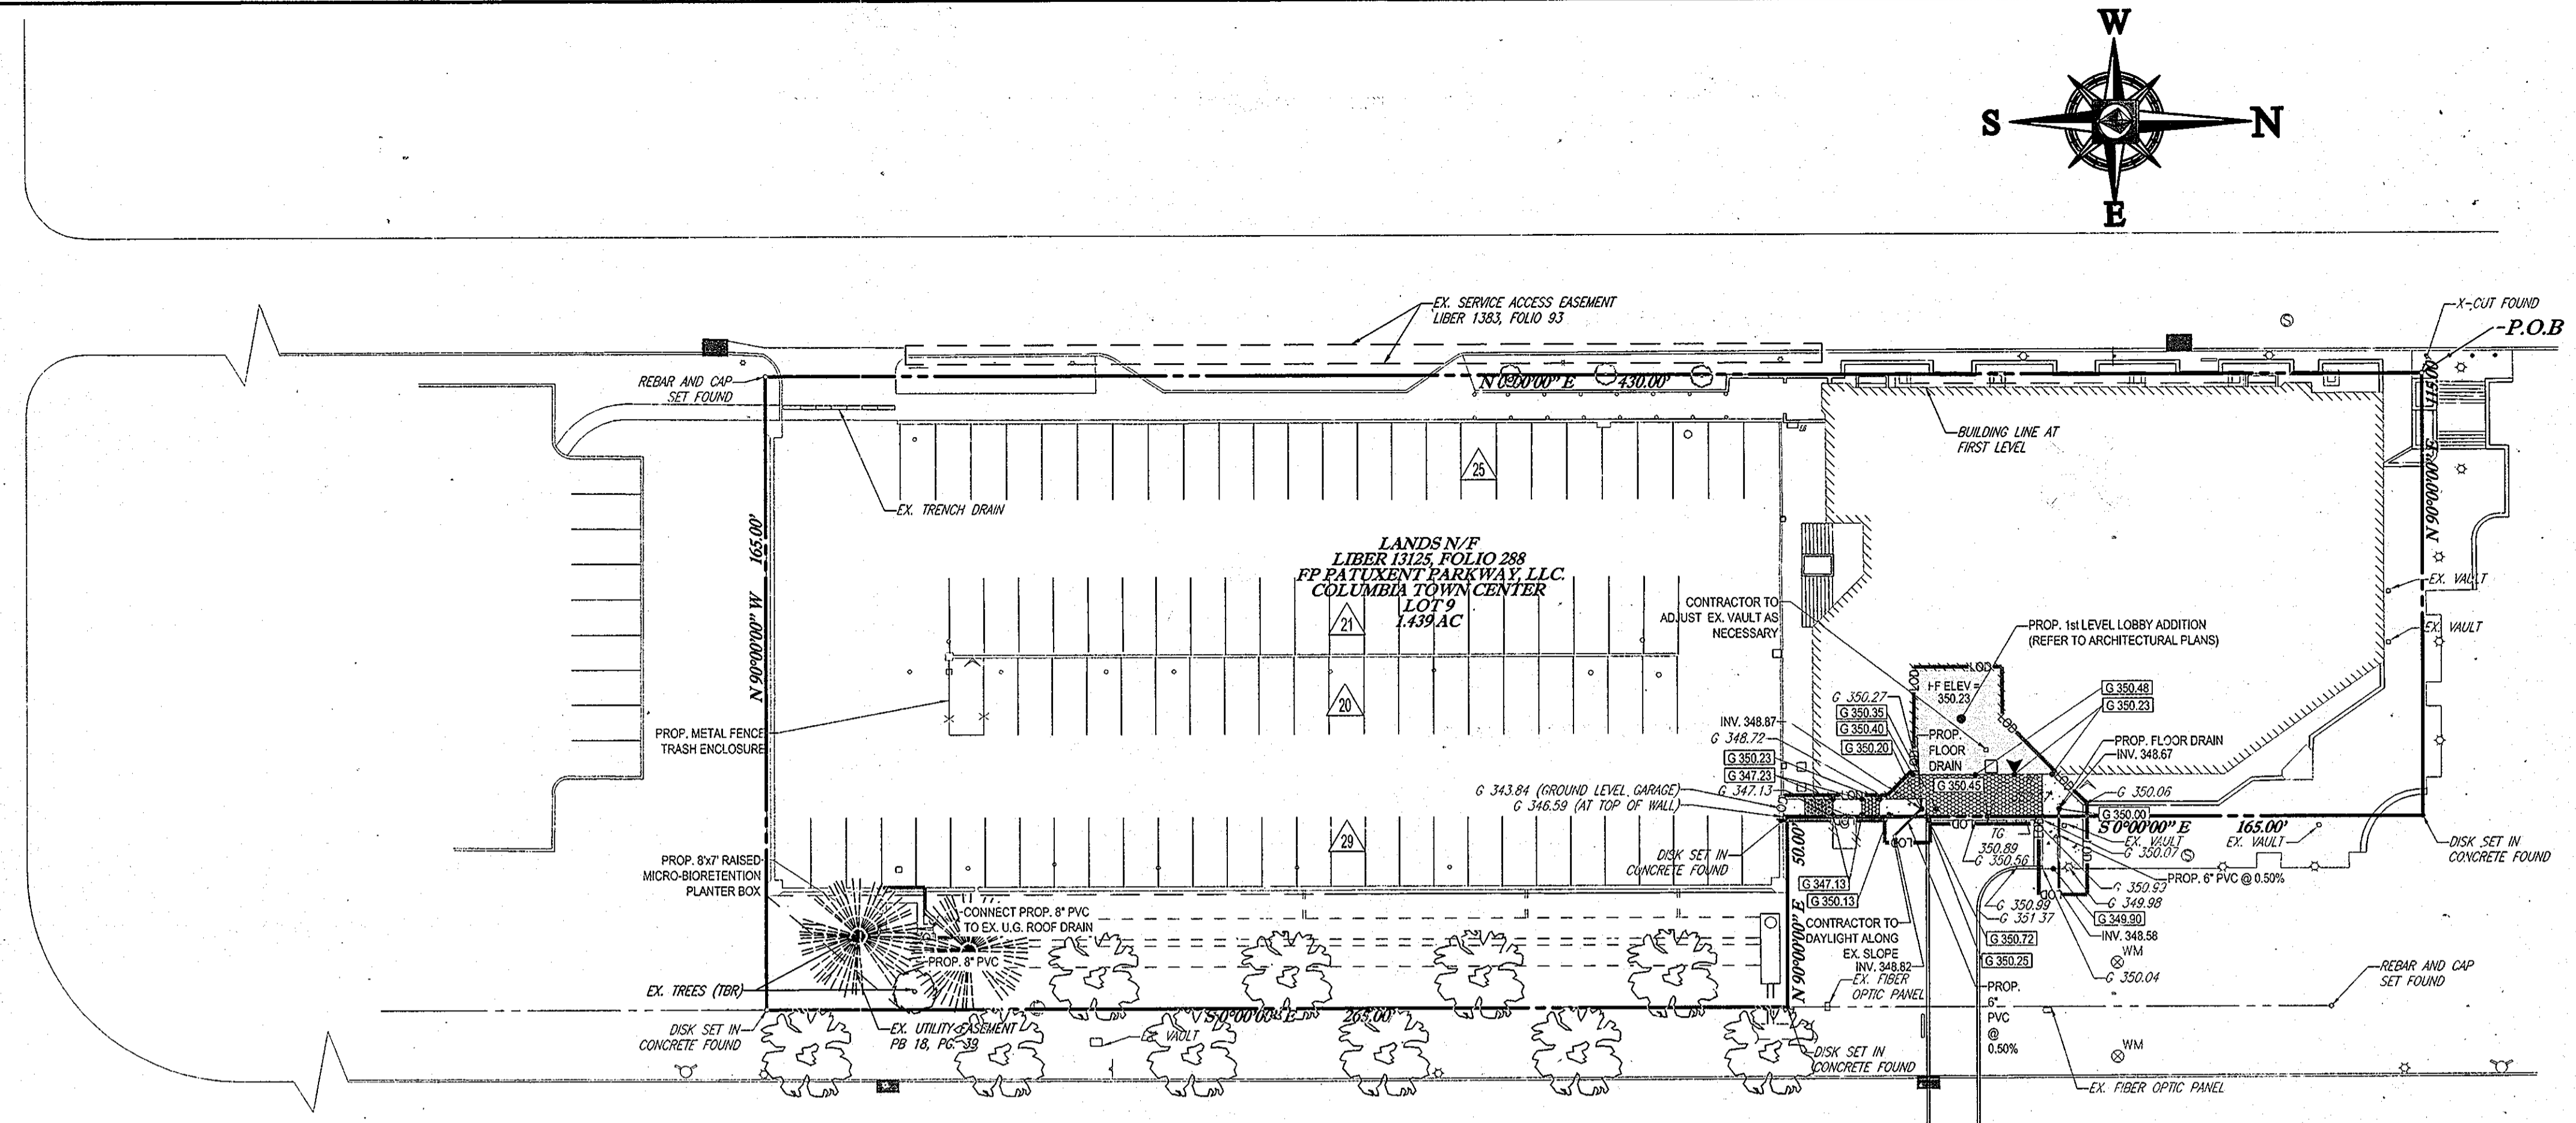 W
S
N
E
EX. SERVICE ACCESS EASEMENT
LIBER 1383, FOLIO 93
X-CUT FOUND
P.O.B
REBAR AND CAP
SET FOUND
N 0°00'00" E 430.00'
115.00'
N 90°00'00" E
BUILDING LINE AT
FIRST LEVEL
25
EX. TRENCH DRAIN
165.00'
N 90°00'00" W
LANDS N/F
LIBER 13125, FOLIO 288
FP PATUXENT PARKWAY, LLC.
COLUMBIA TOWN CENTER
LOT 9
1.439 AC
21
20
29
EX. VAULT
EX. VAULT
CONTRACTOR TO
ADJUST EX. VAULT AS
NECESSARY
PROP. 1st LEVEL LOBBY ADDITION
(REFER TO ARCHITECTURAL PLANS)
LOD
FF ELEV =
350.23
G 350.48
G 350.23
G 350.27
G 350.35
G 350.40
G 350.20
INV. 348.87
G 348.72
G 350.23
G 347.23
G 347.13
PROP.
FLOOR
DRAIN
PROP. FLOOR DRAIN
INV. 348.67
G 350.45
G 343.84 (GROUND LEVEL GARAGE)
G 346.59 (AT TOP OF WALL)
G 350.06
G 350.00
S 0°00'00" E 165.00'
EX. VAULT
G 350.07
EX. VAULT
DISK SET IN
CONCRETE FOUND
PROP. METAL FENCE
TRASH ENCLOSURE
PROP. 8'x7' RAISED
MICRO-BIORETENTION
PLANTER BOX
DISK SET IN
CONCRETE FOUND
50.00'
N 90°00'00" E
TG
350.89
G 350.56
PROP. 6" PVC @ 0.50%
G 350.93
G 349.98
G 349.90
INV. 348.58
G 350.99
G 351.37
G 350.72
G 350.25
G 350.04
G 347.13
G 350.13
CONTRACTOR TO
DAYLIGHT ALONG
EX. SLOPE
INV. 348.82
EX. FIBER
OPTIC PANEL
PROP.
6"
PVC
@
0.50%
WM
WM
REBAR AND CAP
SET FOUND
CONNECT PROP. 8" PVC
TO EX. U.G. ROOF DRAIN
PROP. 8" PVC
EX. TREES (TBR)
DISK SET IN
CONCRETE FOUND
EX. UTILITY EASEMENT
PB 18, PG. 39
S 0°00'00" E 265.00'
EX. VAULT
DISK SET IN
CONCRETE FOUND
EX. FIBER OPTIC PANEL